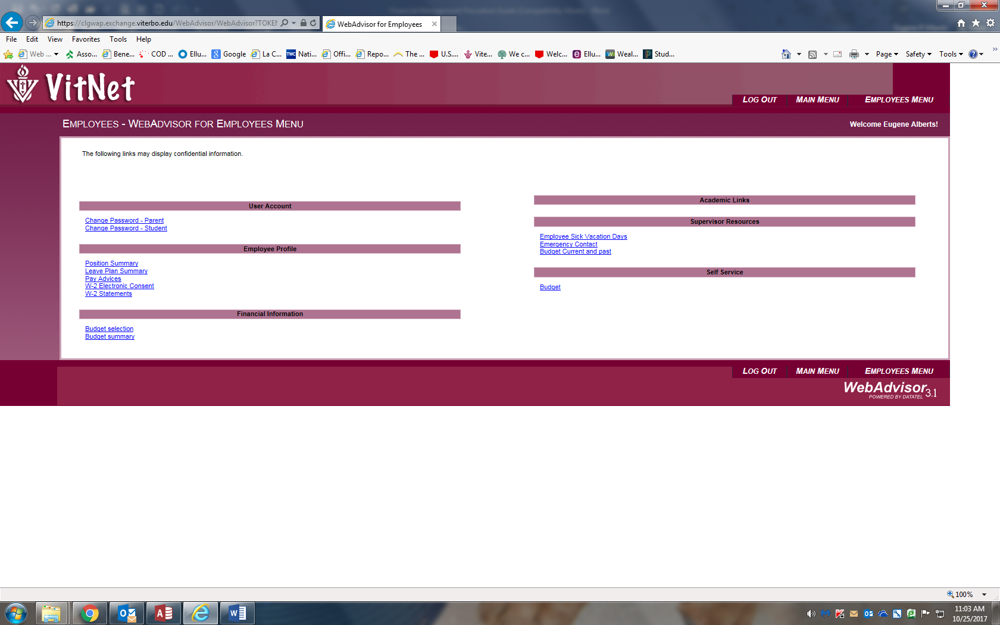 https://clgwap.exchange.viterbo.edu/WebAdvisor/WebAdvisor?TOKEN
WebAdvisor for Employees
File Edit View Favorites Tools Help
Web ... Asso... Bene... COD ... Ellu... Google La C... Nati... Offi... Repo... The ... U.S.... Vite... We c... Welc... Ellu... Weal... Stud... Page Safety Tools
VitNet
LOG OUT MAIN MENU EMPLOYEES MENU
EMPLOYEES - WEBADVISOR FOR EMPLOYEES MENU
Welcome Eugene Alberts!
The following links may display confidential information.
User Account
Change Password - Parent
Change Password - Student
Employee Profile
Position Summary
Leave Plan Summary
Pay Advices
W-2 Electronic Consent
W-2 Statements
Financial Information
Budget selection
Budget summary
Academic Links
Supervisor Resources
Employee Sick Vacation Days
Emergency Contact
Budget Current and past
Self Service
Budget
LOG OUT MAIN MENU EMPLOYEES MENU
WebAdvisor 3.1
POWERED BY DATATEL
100%
11:03 AM
10/25/2017